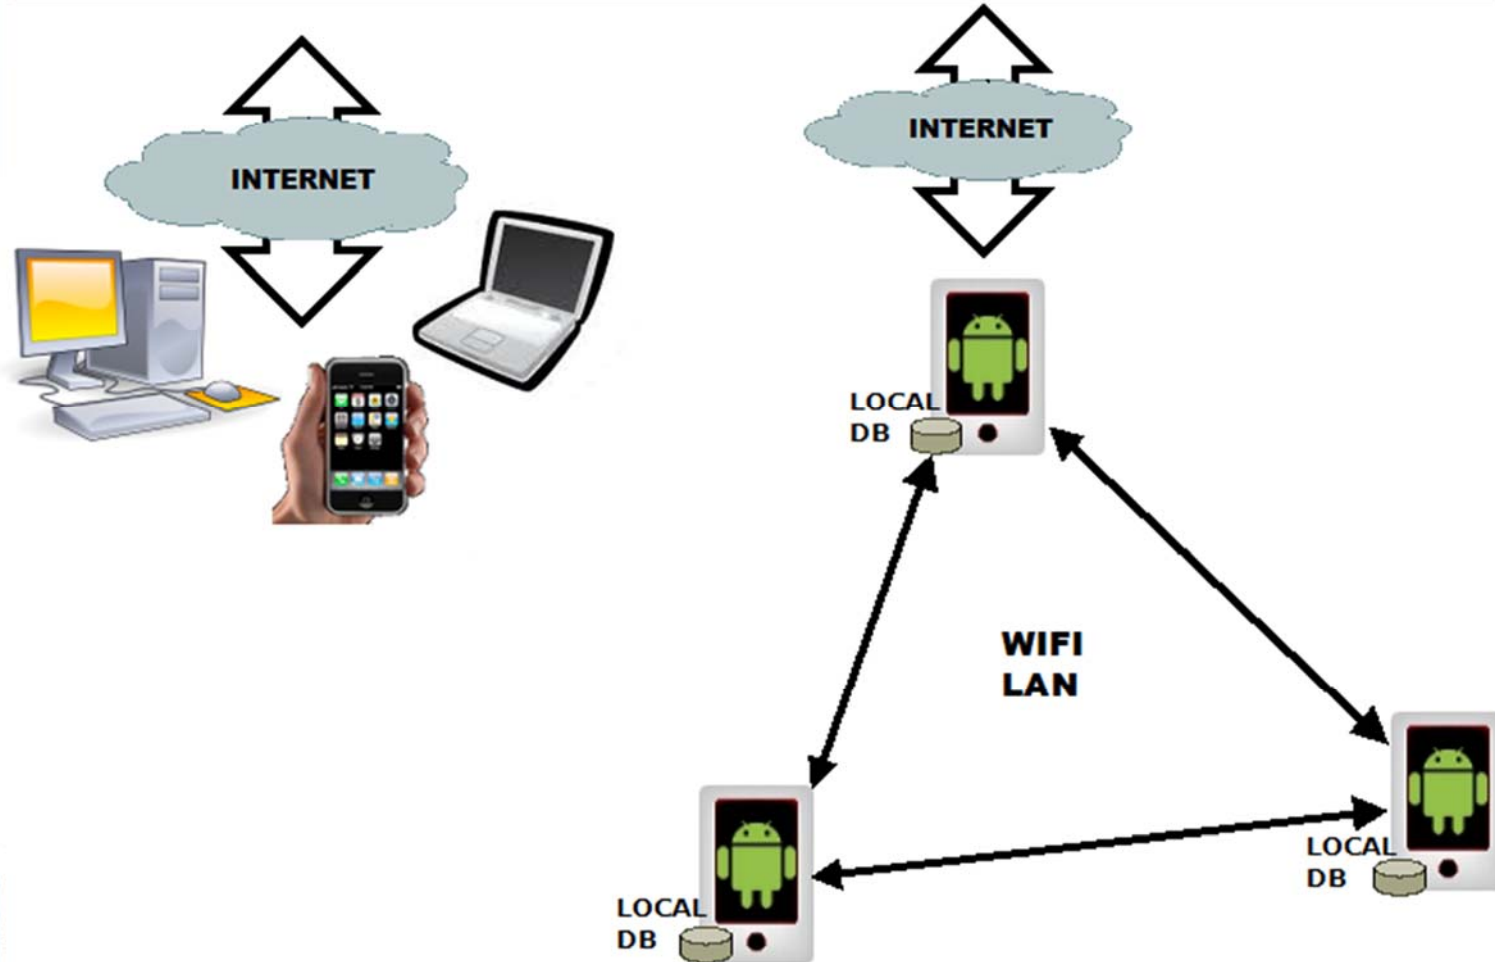 INTERNET
INTERNET
LOCAL
DB
WIFI
LAN
LOCAL
DB
LOCAL
DB